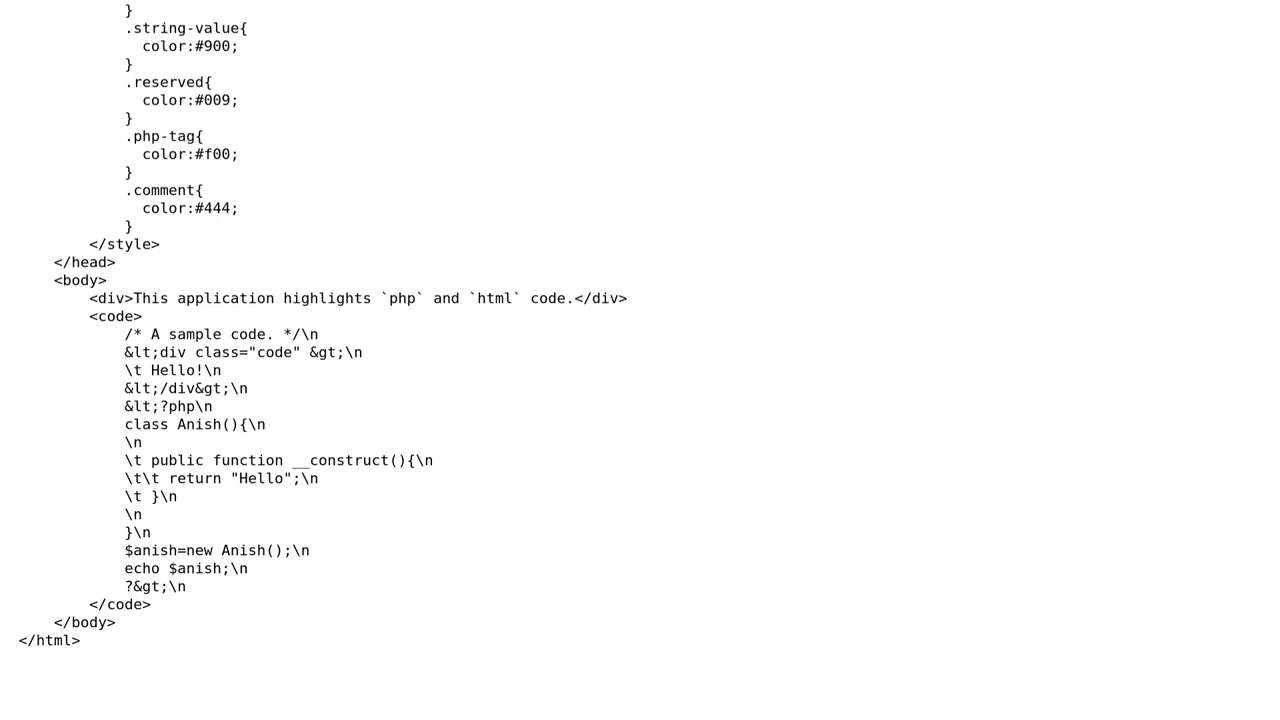 }
.string-value{
color:#900;
}
.reserved{
color:#009;
}
.php-tag{
color:#f00;
}
.comment{
color:#444;
}
</style>
</head>
<body>
<div>This application highlights `php` and `html` code.</div>
<code>
/* A sample code. */\n
&lt;div class="code" &gt;\n
\t Hello!\n
&lt;/div&gt;\n
&lt;?php\n
class Anish(){\n
\n
\t public function __construct(){\n
\t\t return "Hello";\n
\t }\n
\n
}\n
$anish=new Anish();\n
echo $anish;\n
?&gt;\n
</code>
</body>
</html>